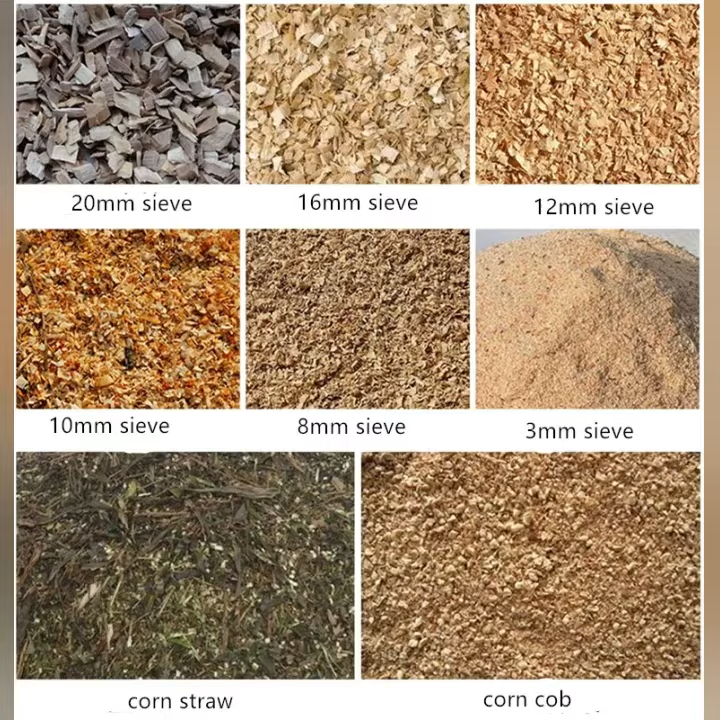 20mm sieve
16mm sieve
12mm sieve
10mm sieve
8mm sieve
3mm sieve
corn straw
corn cob